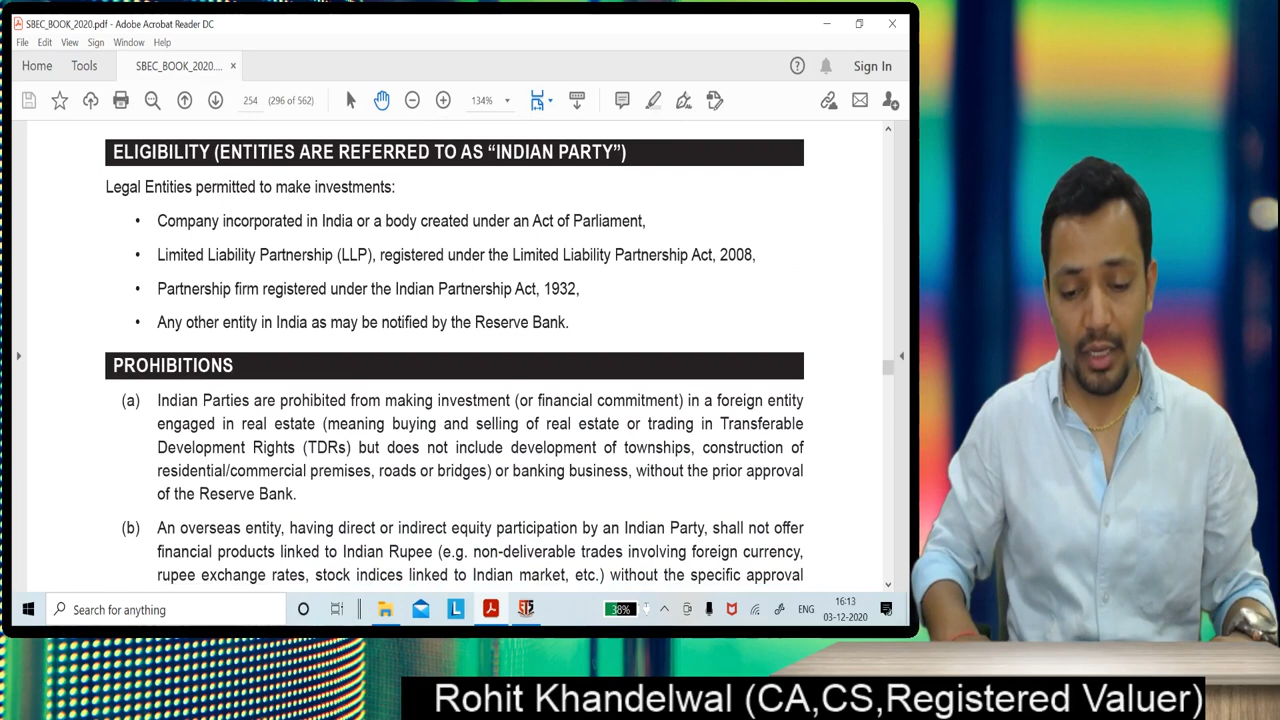 SBEC_BOOK_2020.pdf - Adobe Acrobat Reader DC
File Edit View Sign Window Help
Home Tools SBEC_BOOK_2020.... × Sign In
254 (296 of 562) 134%
ELIGIBILITY (ENTITIES ARE REFERRED TO AS “INDIAN PARTY”)
Legal Entities permitted to make investments:
• Company incorporated in India or a body created under an Act of Parliament,
• Limited Liability Partnership (LLP), registered under the Limited Liability Partnership Act, 2008,
• Partnership firm registered under the Indian Partnership Act, 1932,
• Any other entity in India as may be notified by the Reserve Bank.
PROHIBITIONS
(a) Indian Parties are prohibited from making investment (or financial commitment) in a foreign entity
engaged in real estate (meaning buying and selling of real estate or trading in Transferable
Development Rights (TDRs) but does not include development of townships, construction of
residential/commercial premises, roads or bridges) or banking business, without the prior approval
of the Reserve Bank.
(b) An overseas entity, having direct or indirect equity participation by an Indian Party, shall not offer
financial products linked to Indian Rupee (e.g. non-deliverable trades involving foreign currency,
rupee exchange rates, stock indices linked to Indian market, etc.) without the specific approval
Search for anything L 38% ENG 16:13
03-12-2020
Rohit Khandelwal (CA,CS,Registered Valuer)